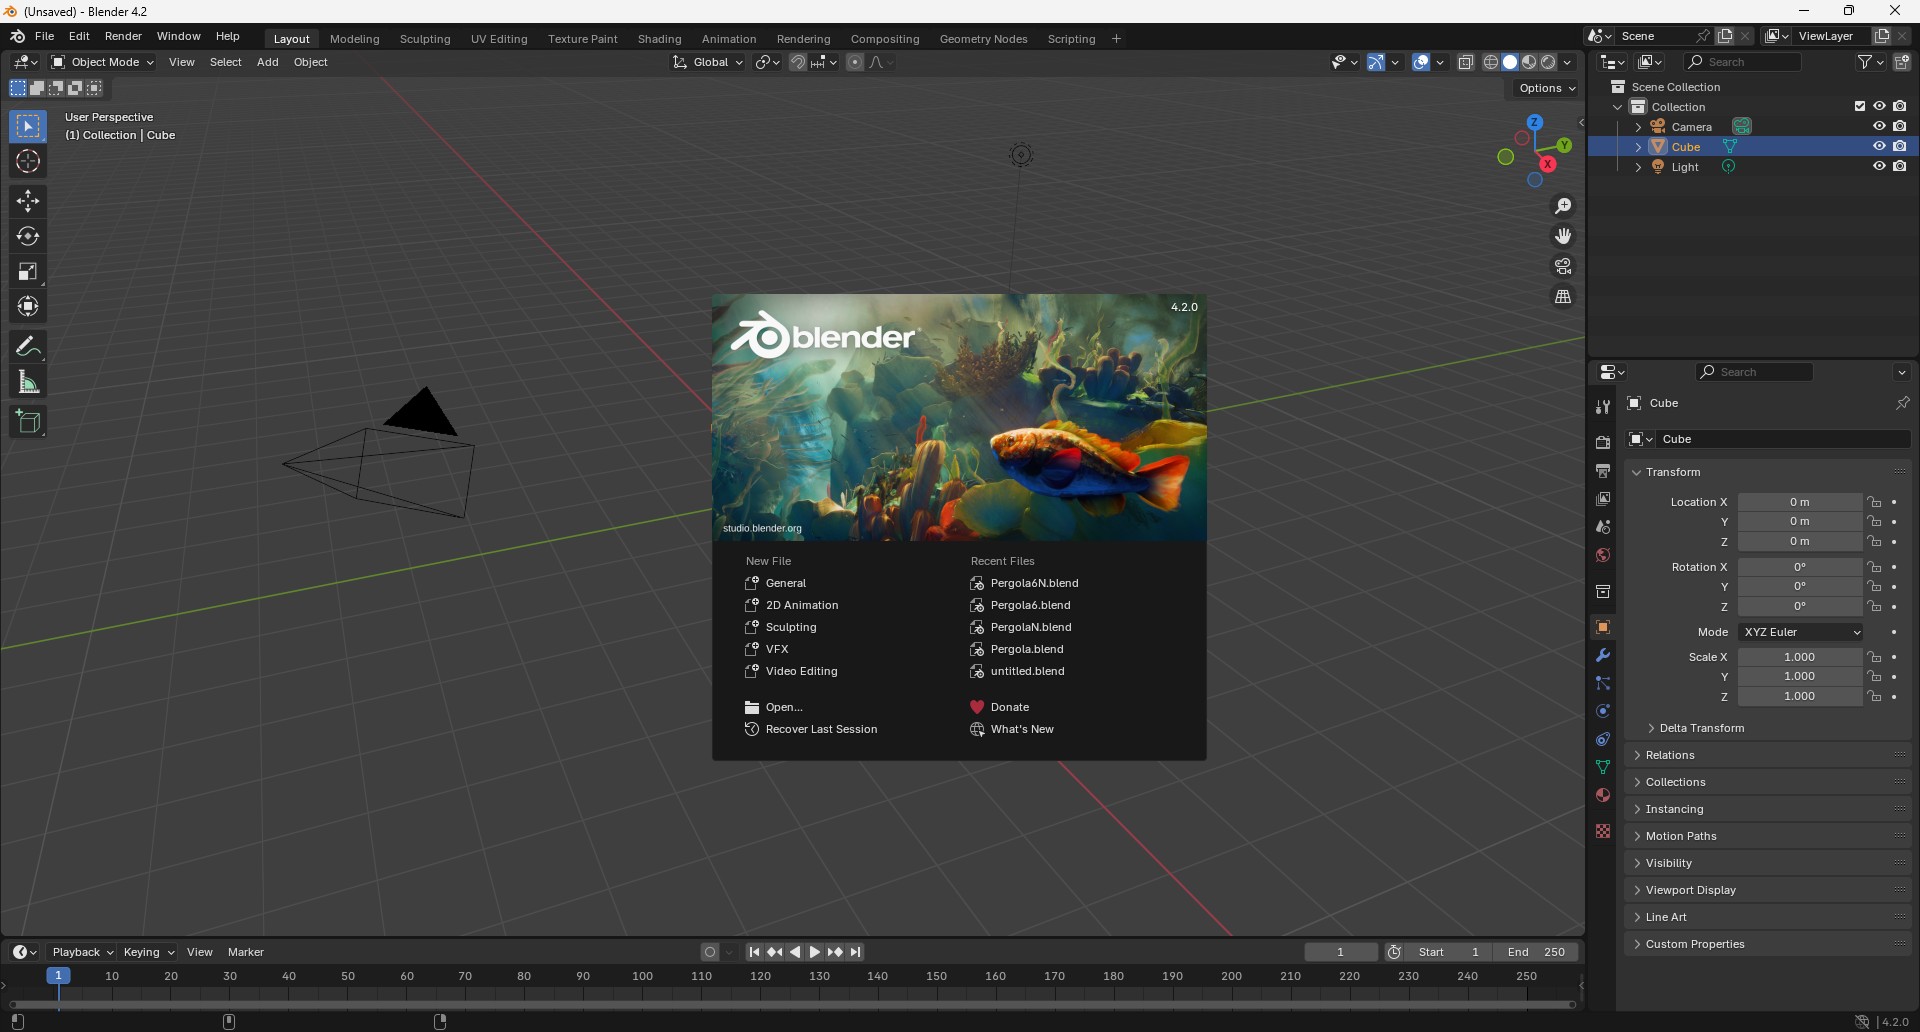 (Unsaved) - Blender 4.2
File Edit Render Window Help Layout Modeling Sculpting UV Editing Texture Paint Shading Animation Rendering Compositing Geometry Nodes Scripting + Scene ViewLayer
Object Mode View Select Add Object Global Search
Options
User Perspective
(1) Collection | Cube
Z
Y
X
Scene Collection
Collection
Camera
Cube
Light
4.2.0
blender
studio.blender.org
New File
General
2D Animation
Sculpting
VFX
Video Editing
Open...
Recover Last Session
Recent Files
Pergola6N.blend
Pergola6.blend
PergolaN.blend
Pergola.blend
untitled.blend
Donate
What's New
Search
Cube
Cube
Transform
Location X 0 m
Y 0 m
Z 0 m
Rotation X 0°
Y 0°
Z 0°
Mode XYZ Euler
Scale X 1.000
Y 1.000
Z 1.000
Delta Transform
Relations
Collections
Instancing
Motion Paths
Visibility
Viewport Display
Line Art
Custom Properties
Playback Keying View Marker 1 Start 1 End 250
1 10 20 30 40 50 60 70 80 90 100 110 120 130 140 150 160 170 180 190 200 210 220 230 240 250
4.2.0